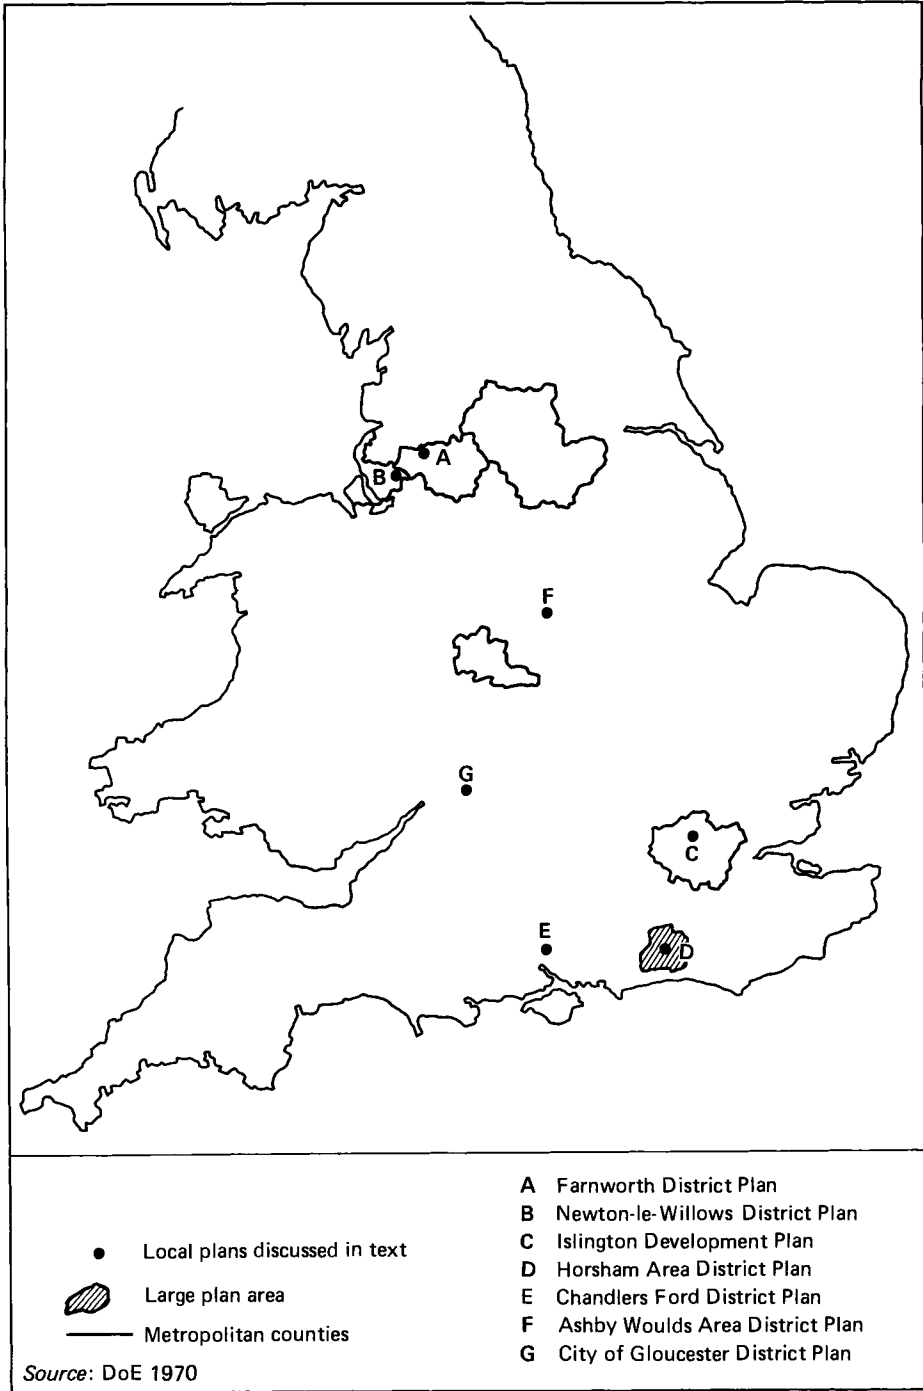 A
B
F
G
C
E
D
A Farnworth District Plan
B Newton-le-Willows District Plan
C Islington Development Plan
D Horsham Area District Plan
E Chandlers Ford District Plan
F Ashby Woulds Area District Plan
G City of Gloucester District Plan
Local plans discussed in text
Large plan area
Metropolitan counties
Source: DoE 1970